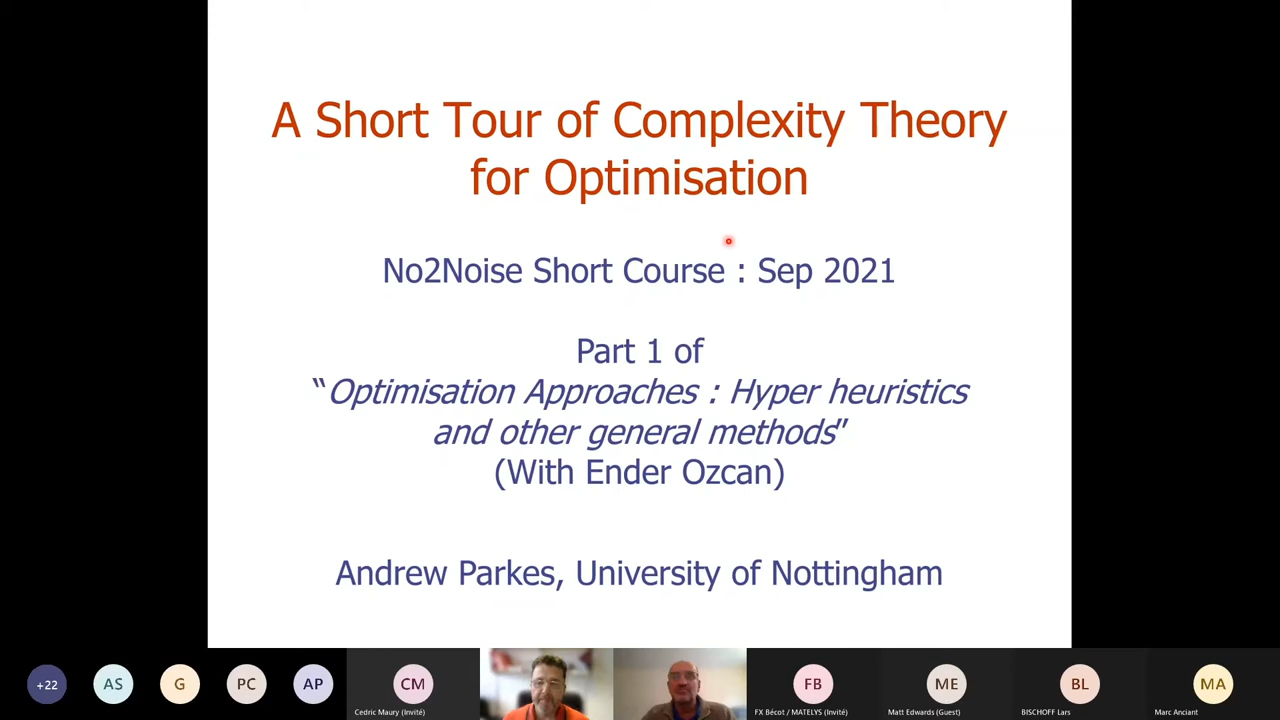 A Short Tour of Complexity Theory
for Optimisation
No2Noise Short Course : Sep 2021
Part 1 of
“Optimisation Approaches : Hyper heuristics
and other general methods”
(With Ender Ozcan)
Andrew Parkes, University of Nottingham
+22
AS
G
PC
AP
CM
Cedric Maury (Invité)
FB
FX Bécot / MATELYS (Invité)
ME
Matt Edwards (Guest)
BL
BISCHOFF Lars
MA
Marc Anciant